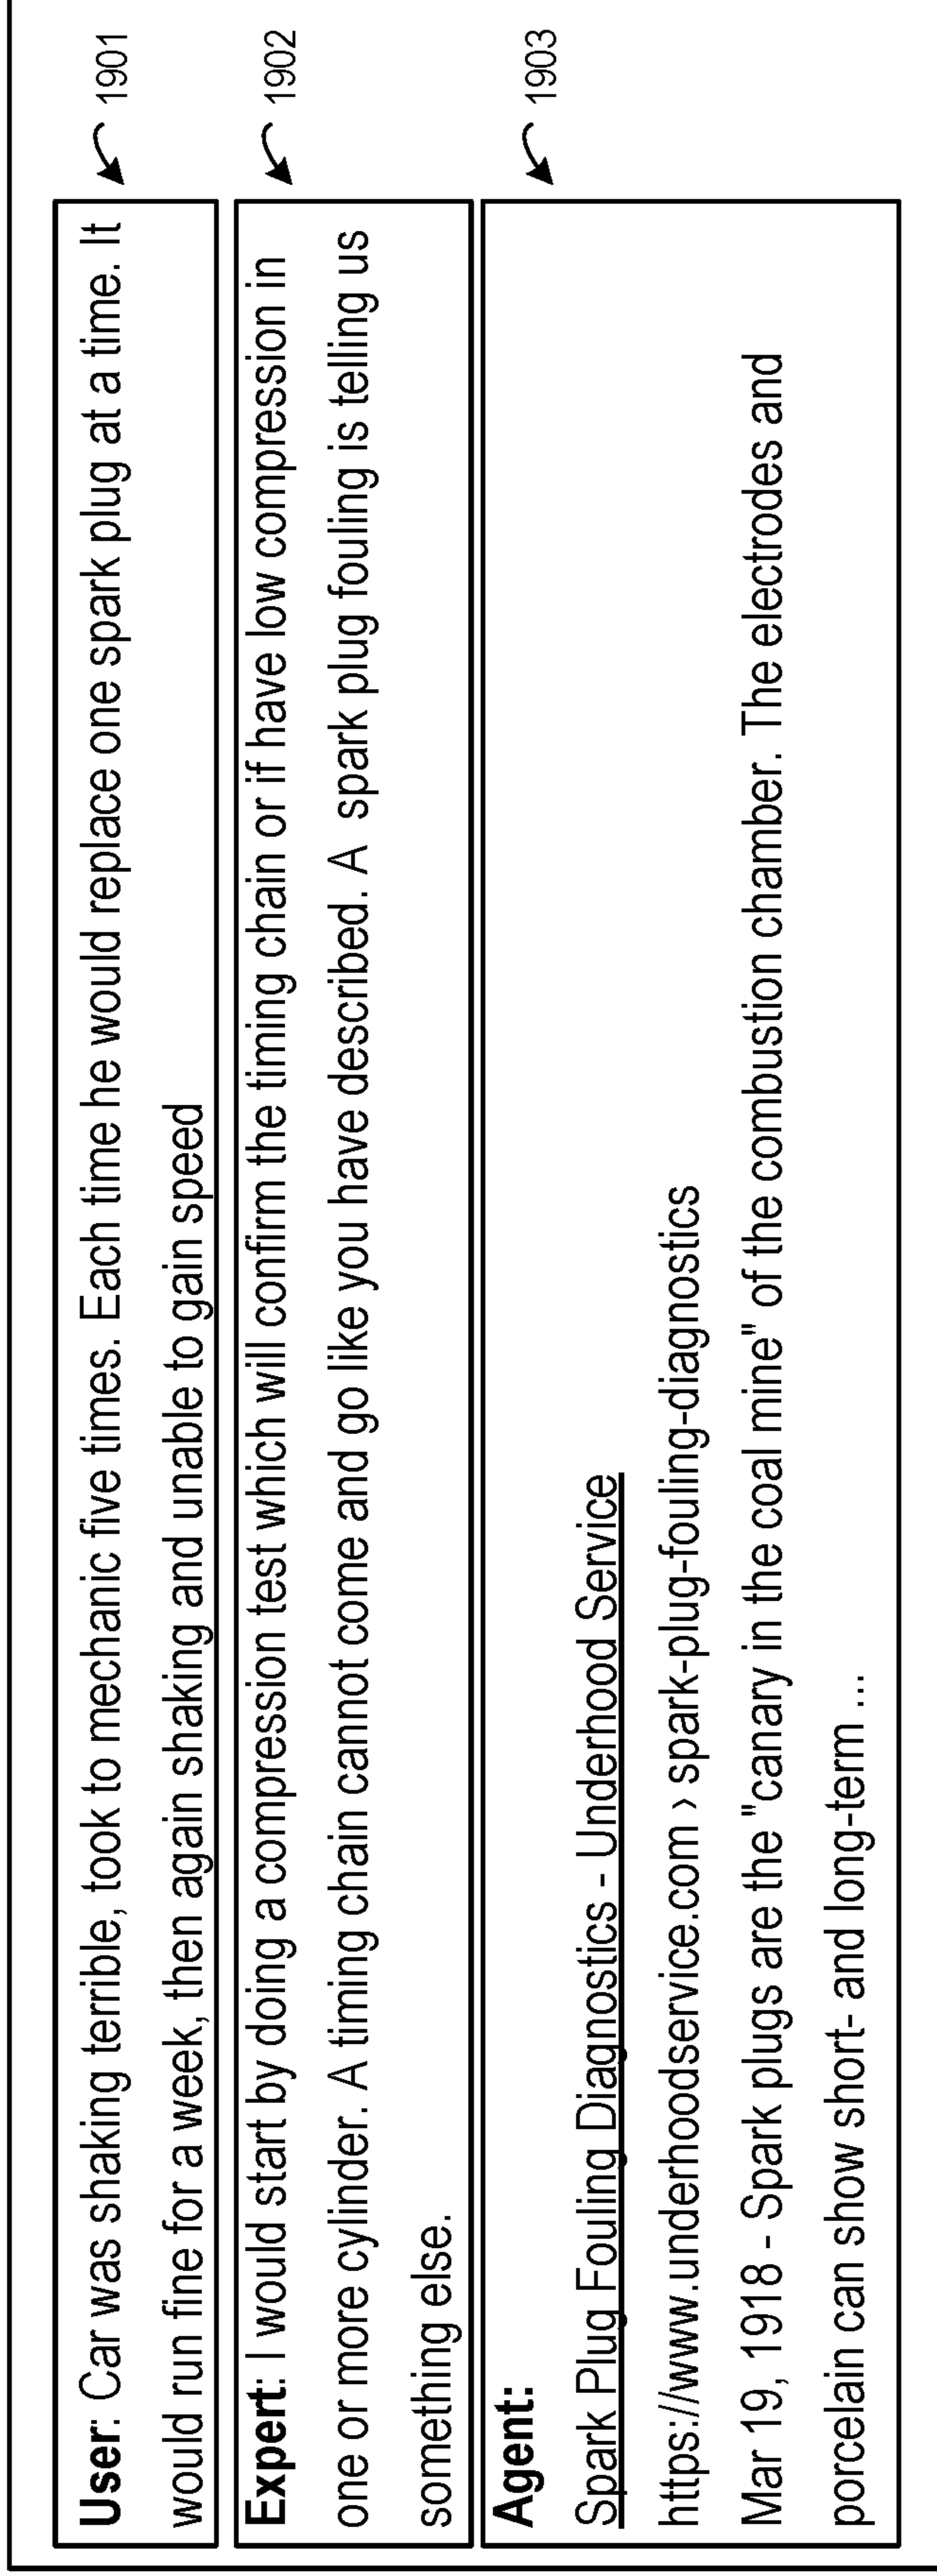 User: Car was shaking terrible, took to mechanic five times. Each time he would replace one spark plug at a time. It
would run fine for a week, then again shaking and unable to gain speed
1901
Expert: I would start by doing a compression test which will confirm the timing chain or if have low compression in
one or more cylinder. A timing chain cannot come and go like you have described. A spark plug fouling is telling us
something else.
1902
Agent:
Spark Plug Fouling Diagnostics - Underhood Service
https://www.underhoodservice.com › spark-plug-fouling-diagnostics
Mar 19, 1918 - Spark plugs are the "canary in the coal mine" of the combustion chamber. The electrodes and
porcelain can show short- and long-term ...
1903